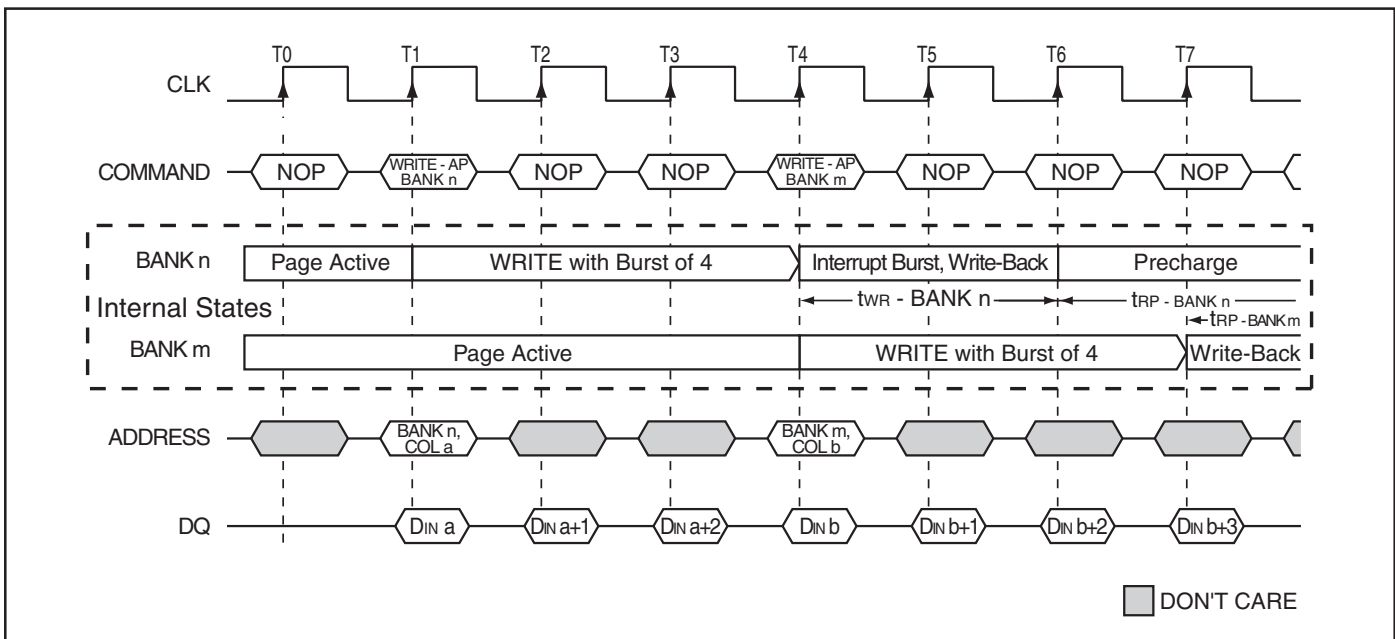 T0 T1 T2 T3 T4 T5 T6 T7
CLK
COMMAND NOP WRITE - AP BANK n NOP NOP WRITE - AP BANK m NOP NOP NOP
BANK n Page Active WRITE with Burst of 4 Interrupt Burst, Write-Back Precharge
Internal States tWR - BANK n tRP - BANK n
tRP - BANK m
BANK m Page Active WRITE with Burst of 4 Write-Back
ADDRESS BANK n, COL a BANK m, COL b
DQ DIN a DIN a+1 DIN a+2 DIN b DIN b+1 DIN b+2 DIN b+3
DON'T CARE